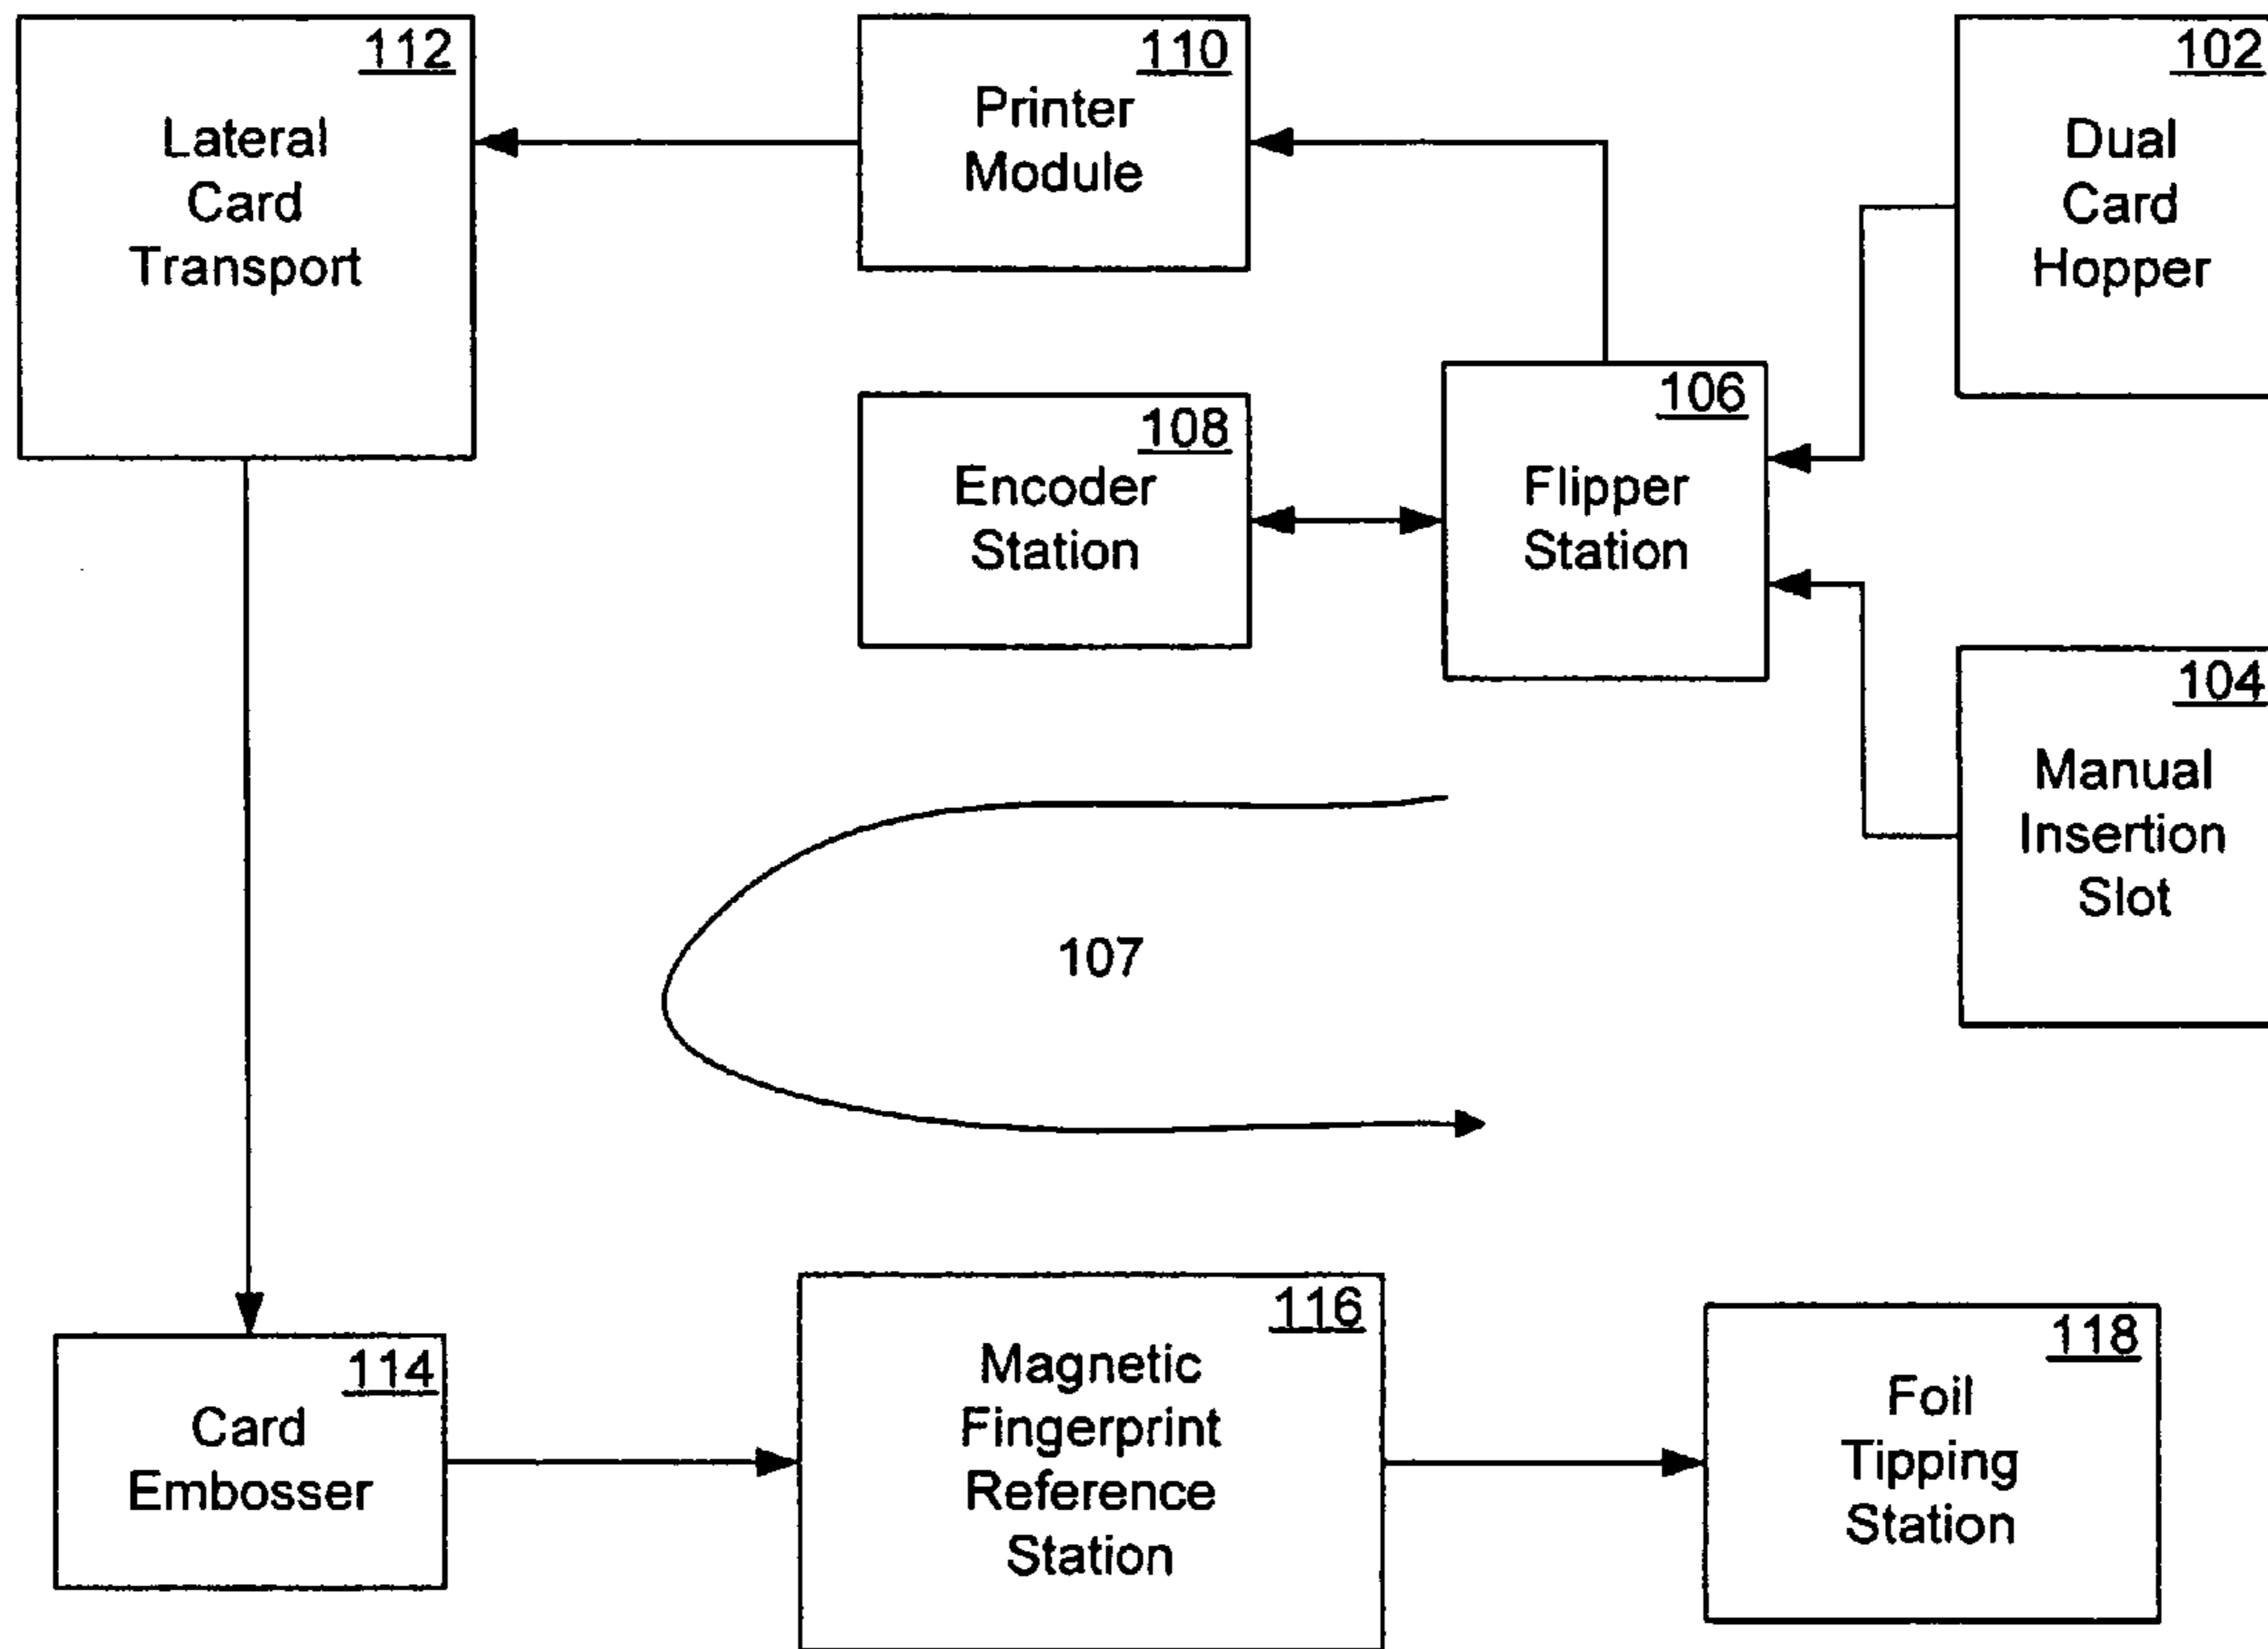 112
Lateral
Card
Transport
110
Printer
Module
102
Dual
Card
Hopper
108
Encoder
Station
106
Flipper
Station
104
Manual
Insertion
Slot
107
114
Card
Embosser
116
Magnetic
Fingerprint
Reference
Station
118
Foil
Tipping
Station